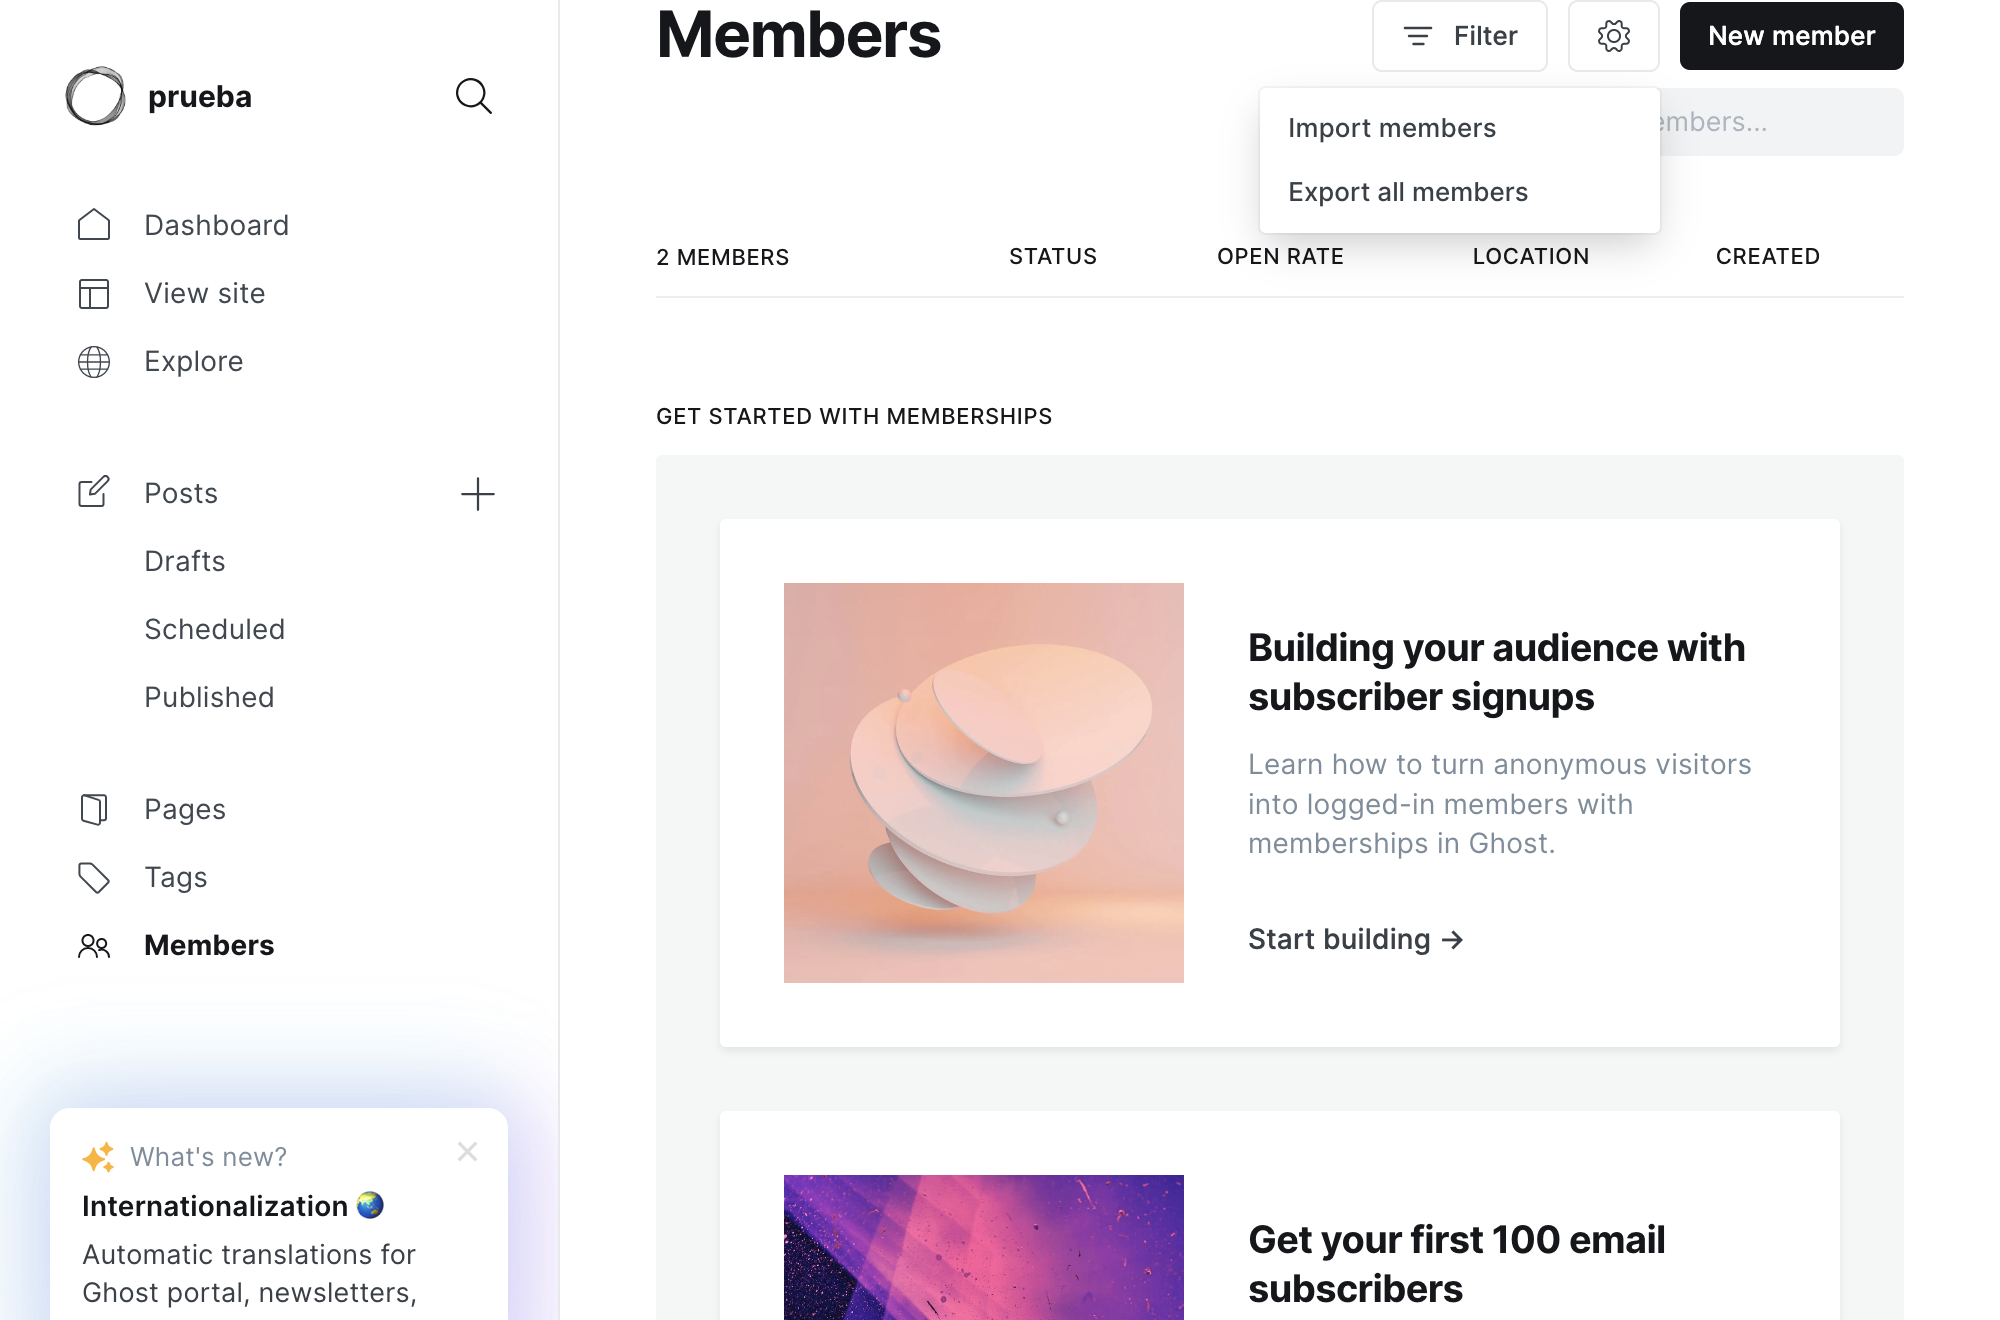 prueba
Dashboard
View site
Explore
Posts
Drafts
Scheduled
Published
Pages
Tags
Members
What's new?
Internationalization
Automatic translations for
Ghost portal, newsletters,
Members
Filter
New member
Import members
Export all members
embers...
2 MEMBERS
STATUS
OPEN RATE
LOCATION
CREATED
GET STARTED WITH MEMBERSHIPS
Building your audience with
subscriber signups
Learn how to turn anonymous visitors
into logged-in members with
memberships in Ghost.
Start building →
Get your first 100 email
subscribers